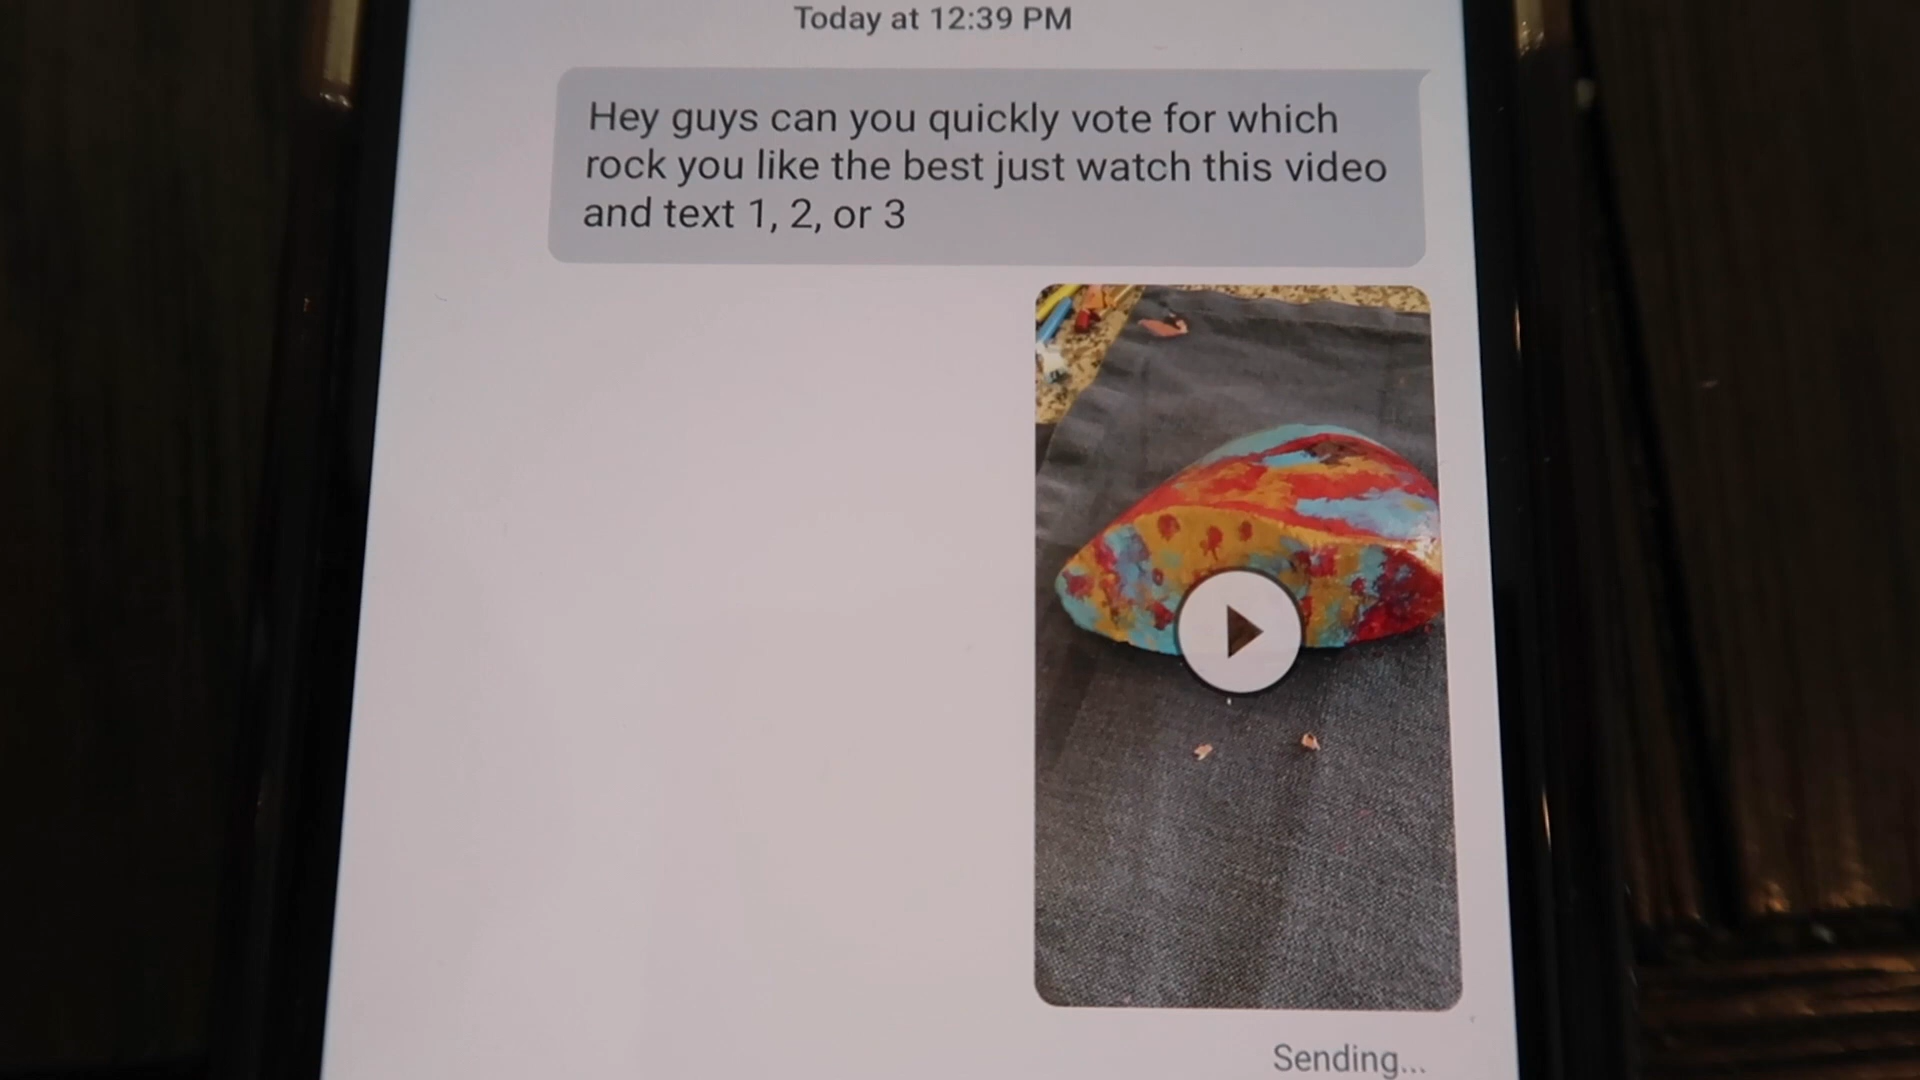 Today at 12:39 PM
Hey guys can you quickly vote for which
rock you like the best just watch this video
and text 1, 2, or 3
Sending...